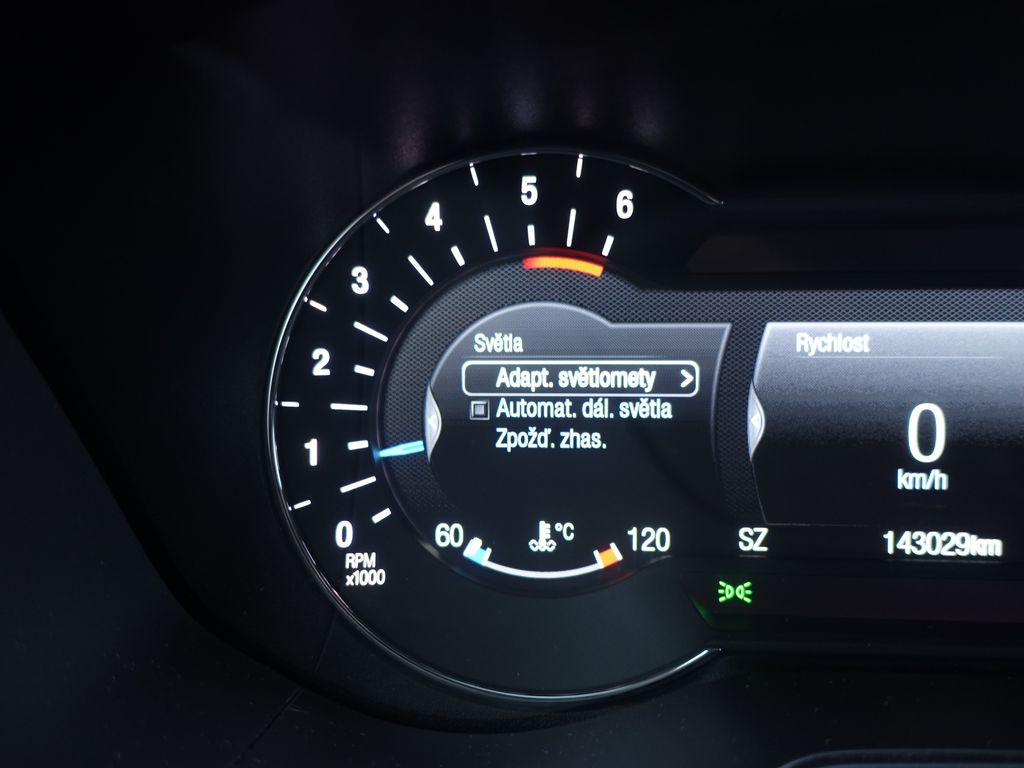 5
6
4
3
2
1
0
RPM
x1000
Světla
Adapt. světlomety
Automat. dál. světla
Zpožď. zhas.
60
°C
120
Rychlost
0
km/h
SZ
143029km